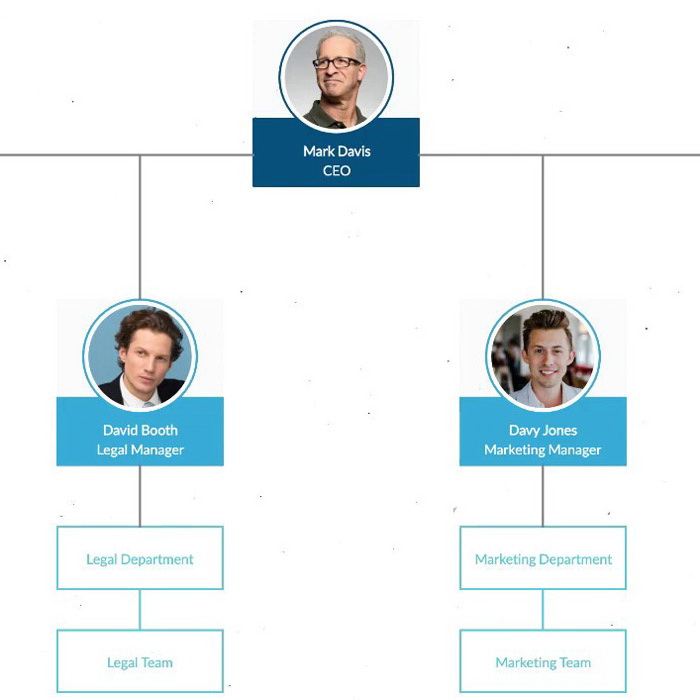 Mark Davis
CEO
David Booth
Legal Manager
Davy Jones
Marketing Manager
Legal Department
Marketing Department
Legal Team
Marketing Team